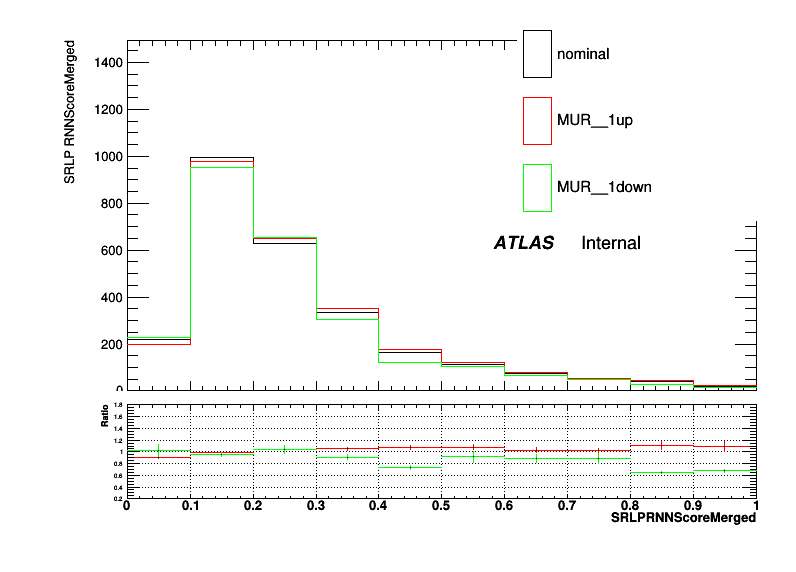 SRLP RNNScoreMerged
1400
1200
1000
800
600
400
200
0
nominal
MUR__1up
MUR__1down
ATLAS Internal
Ratio
1.8
1.6
1.4
1.2
1
0.8
0.6
0.4
0.2
0 0.1 0.2 0.3 0.4 0.5 0.6 0.7 0.8 0.9 1
SRLPRNNScoreMerged